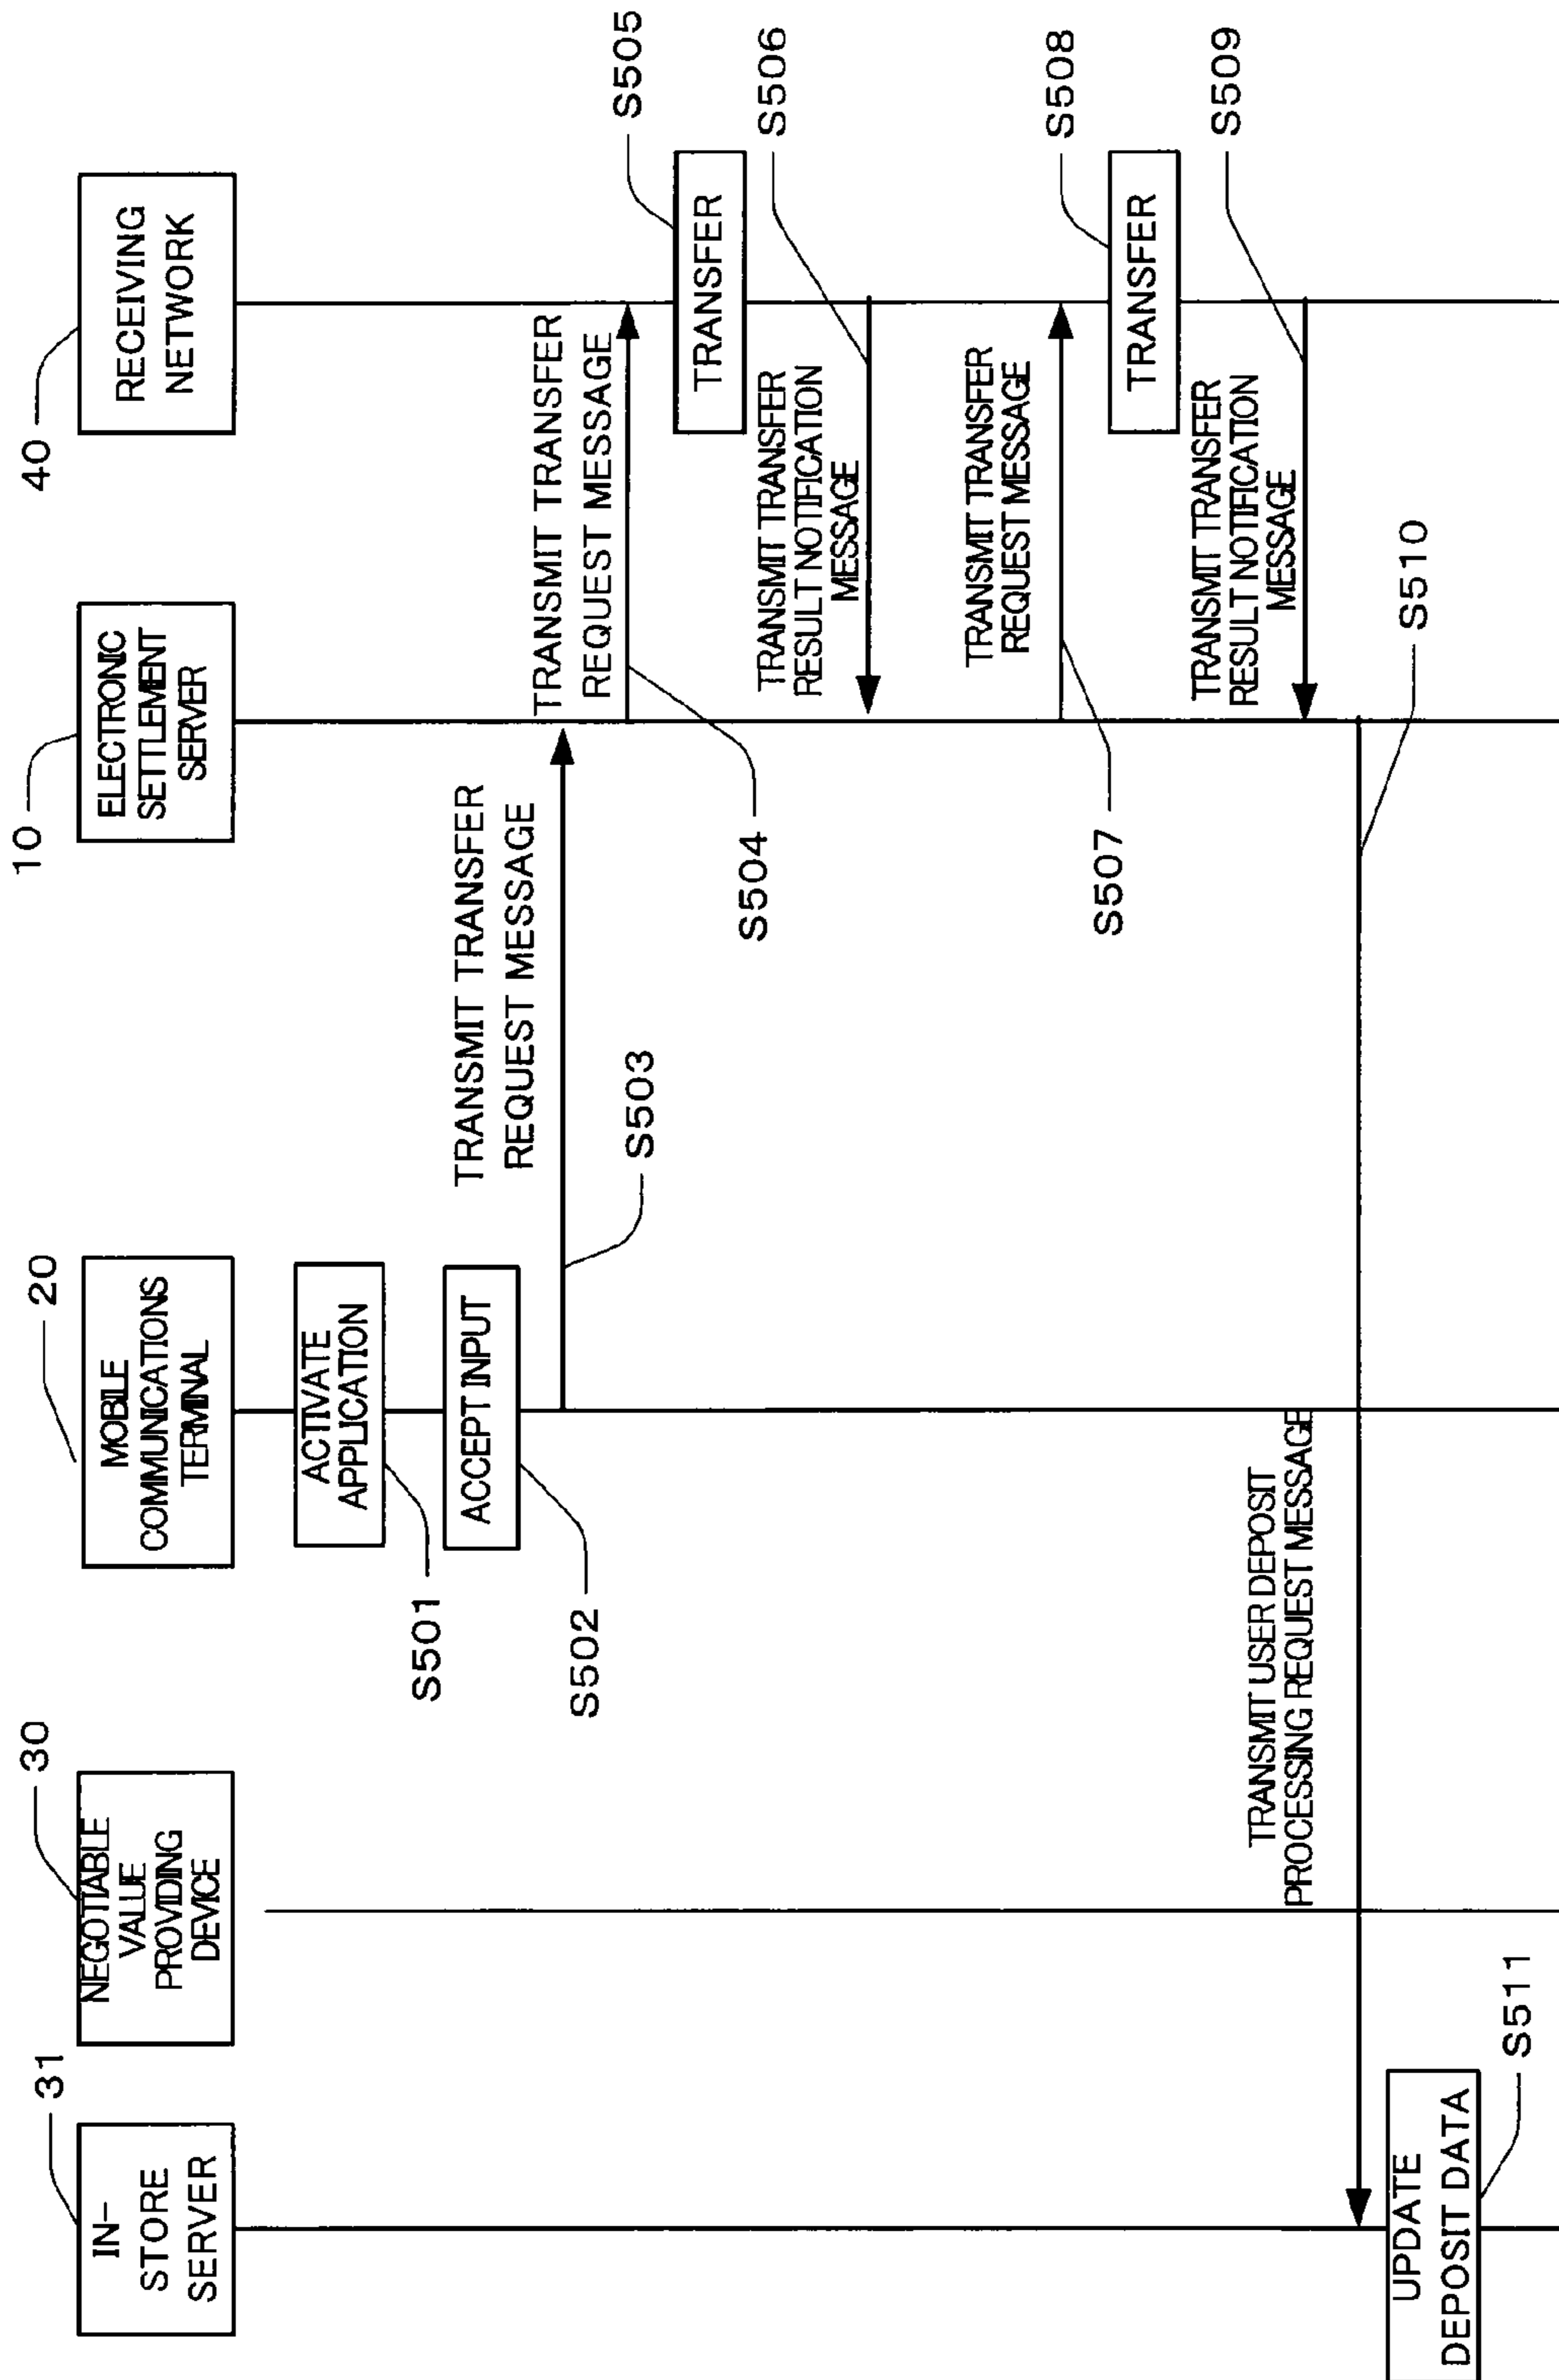 31
IN-
STORE
SERVER
30
NEGOTIABLE
VALUE
PROVIDING
DEVICE
20
MOBILE
COMMUNICATIONS
TERMINAL
10
ELECTRONIC
SETTLEMENT
SERVER
40
RECEIVING
NETWORK
ACTIVATE
APPLICATION
S501
ACCEPT INPUT
S502
TRANSMIT TRANSFER
REQUEST MESSAGE
S503
TRANSMIT TRANSFER
REQUEST MESSAGE
S504
S505
TRANSFER
S506
TRANSMIT TRANSFER
RESULT NOTIFICATION
MESSAGE
TRANSMIT TRANSFER
REQUEST MESSAGE
S507
S508
TRANSFER
S509
TRANSMIT TRANSFER
RESULT NOTIFICATION
MESSAGE
S510
TRANSMIT USER DEPOSIT
PROCESSING REQUEST MESSAGE
UPDATE
DEPOSIT DATA
S511